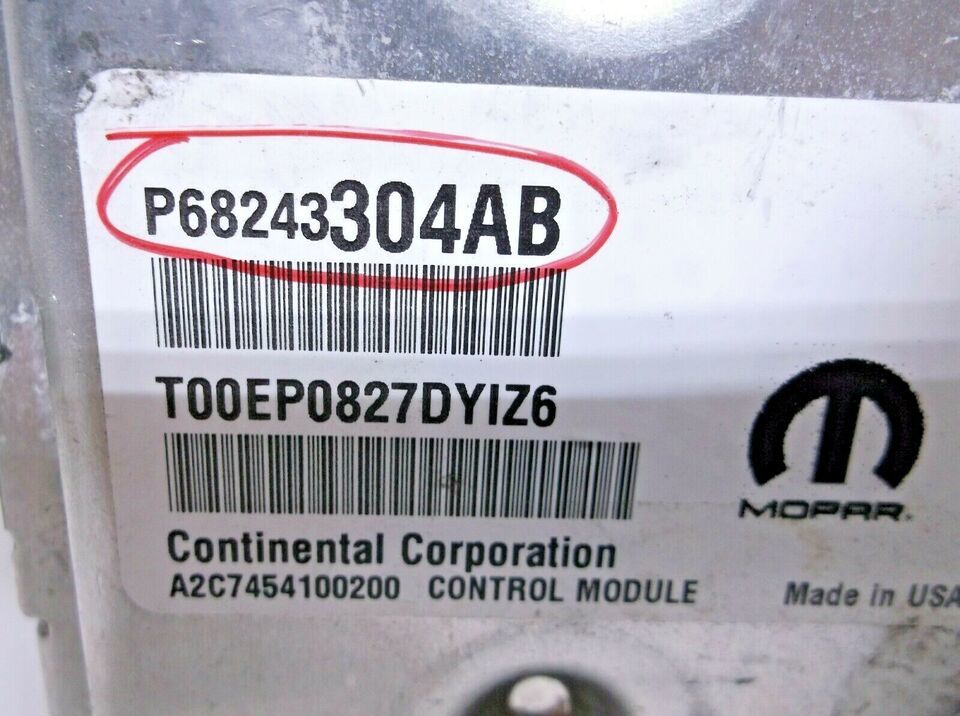 P68243304AB
T00EP0827DYIZ6
MOPAR
Continental Corporation
A2C7454100200 CONTROL MODULE
Made in USA